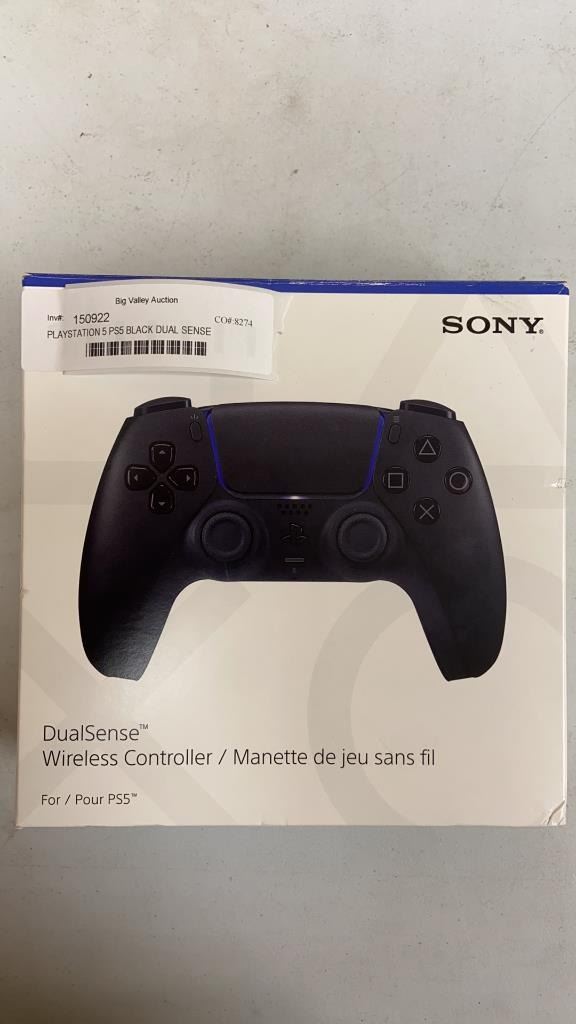 Big Valley Auction
Inv#: 150922
CO#:8274
PLAYSTATION 5 PS5 BLACK DUAL SENSE
SONY®
DualSense™
Wireless Controller / Manette de jeu sans fil
For / Pour PS5™